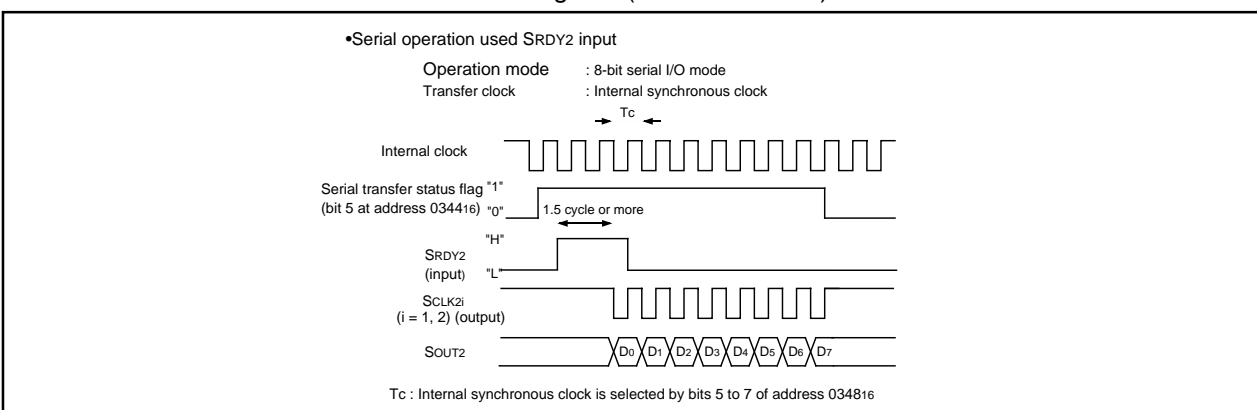 •Serial operation used SRDY2 input
Operation mode : 8-bit serial I/O mode
Transfer clock : Internal synchronous clock
Tc
Internal clock
Serial transfer status flag "1"
(bit 5 at address 034416) "0" 1.5 cycle or more
"H"
SRDY2
(input) "L"
SCLK2i
(i = 1, 2) (output)
SOUT2 D0 D1 D2 D3 D4 D5 D6 D7
Tc : Internal synchronous clock is selected by bits 5 to 7 of address 034816